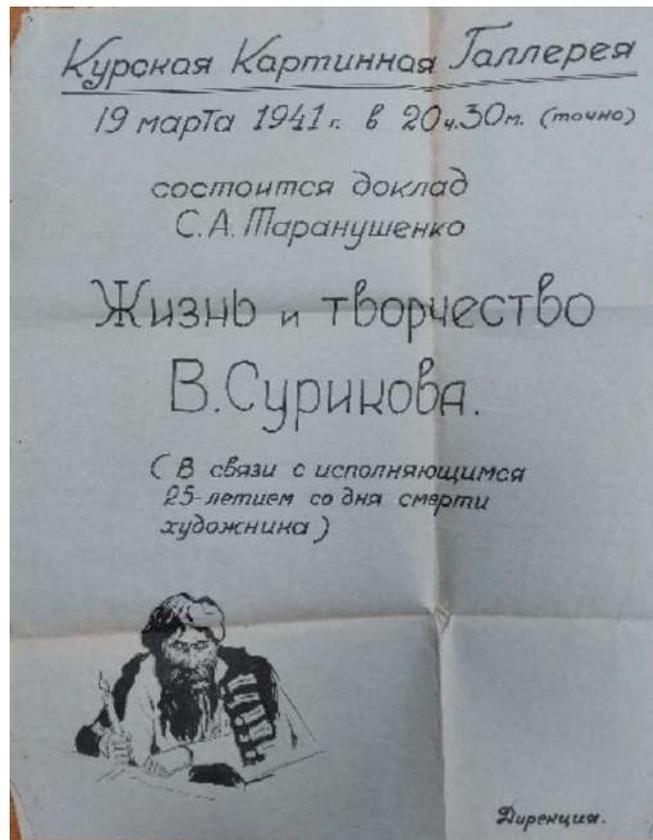 Курская Картинная Галлерея
19 марта 1941 г. в 20 ч. 30 м. (точно)
состоится доклад
С. А. Таранушенко
Жизнь и творчество
В. Сурикова.
(В связи с исполняющимся
25-летием со дня смерти
художника)
Дирекция.